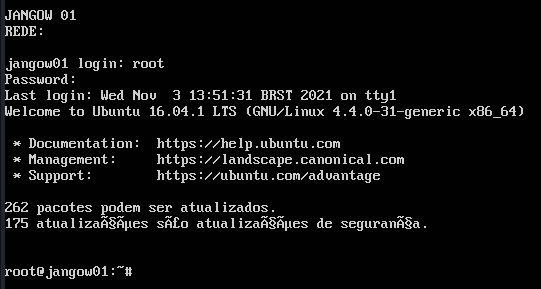 JANGOW 01
REDE:
jangow01 login: root
Password:
Last login: Wed Nov  3 13:51:31 BRST 2021 on tty1
Welcome to Ubuntu 16.04.1 LTS (GNU/Linux 4.4.0-31-generic x86_64)
 * Documentation:  https://help.ubuntu.com
 * Management:     https://landscape.canonical.com
 * Support:        https://ubuntu.com/advantage
262 pacotes podem ser atualizados.
175 atualizaÃ§Ãµes sÃ£o atualizaÃ§Ãµes de seguranÃ§a.
root@jangow01:~#